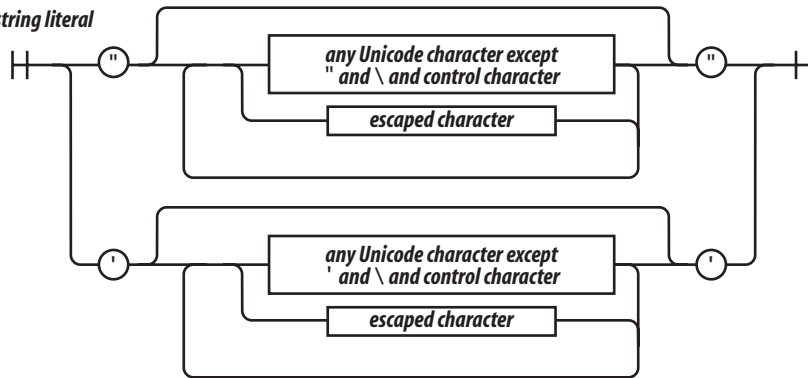 string literal
any Unicode character except
" " and \ and control character "
escaped character
any Unicode character except
' ' and \ and control character '
escaped character